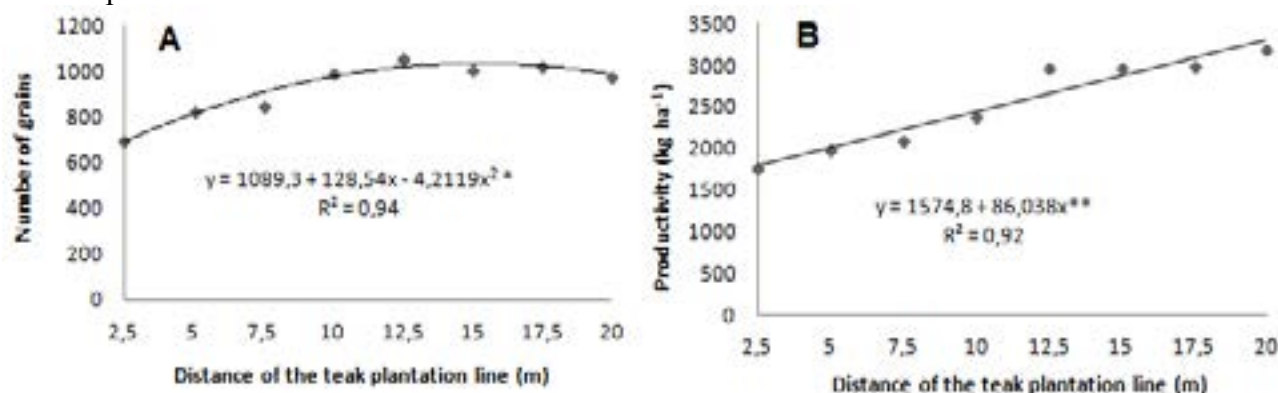 A
Number of grains
1200
1000
800
600
400
200
0
y = 1089,3 + 128,54x - 4,2119x² *
R² = 0,94
2,5 5 7,5 10 12,5 15 17,5 20
Distance of the teak plantation line (m)
B
Productivity (kg ha⁻¹)
3500
3000
2500
2000
1500
1000
500
0
y = 1574,8 + 86,038x**
R² = 0,92
2,5 5 7,5 10 12,5 15 17,5 20
Distance of the teak plantation line (m)